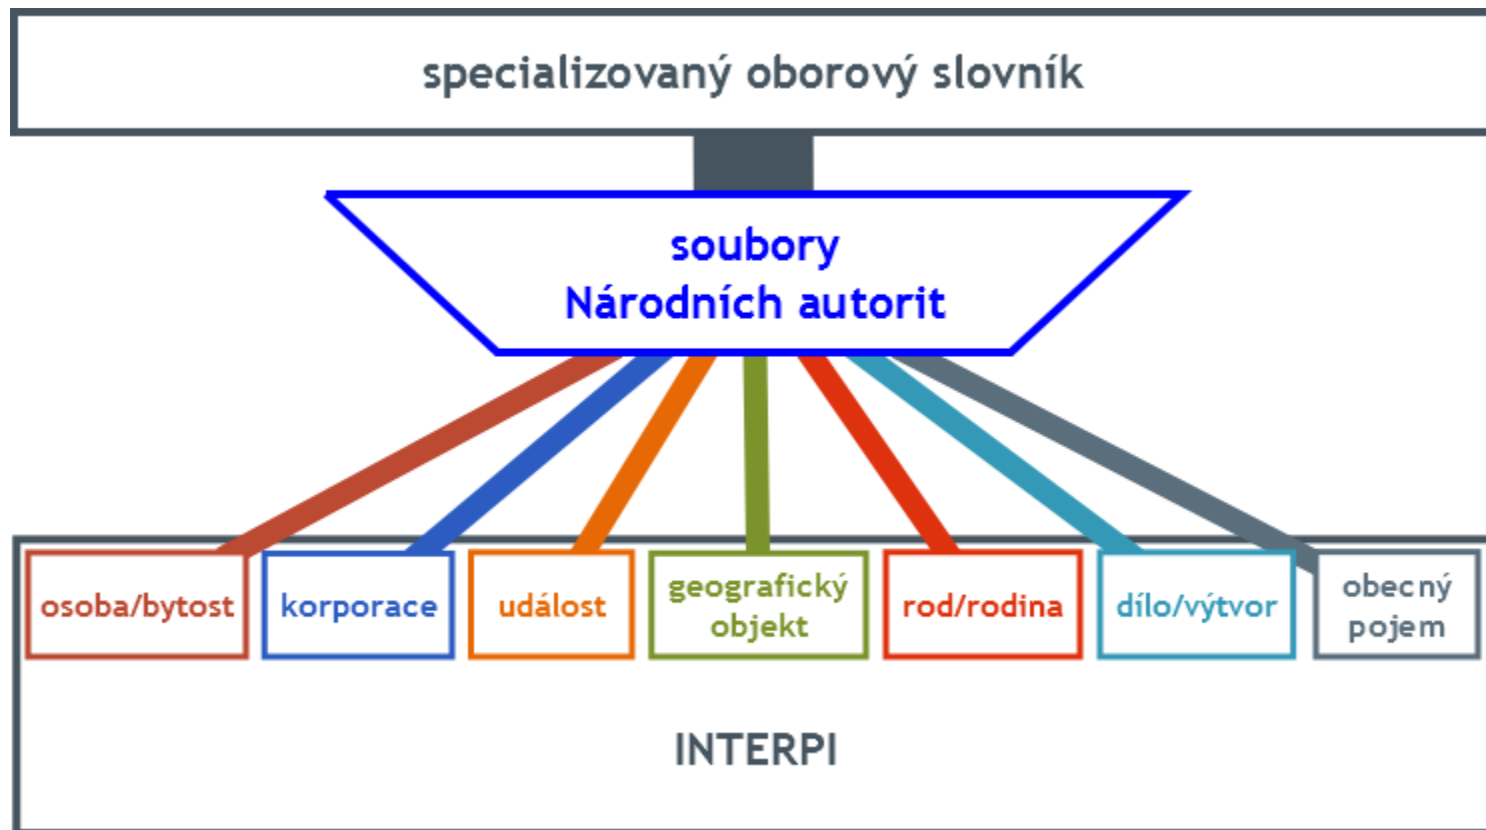 specializovaný oborový slovník
soubory
Národních autorit
osoba/bytost
korporace
událost
geografický
objekt
rod/rodina
dílo/výtvor
obecný
pojem
INTERPI